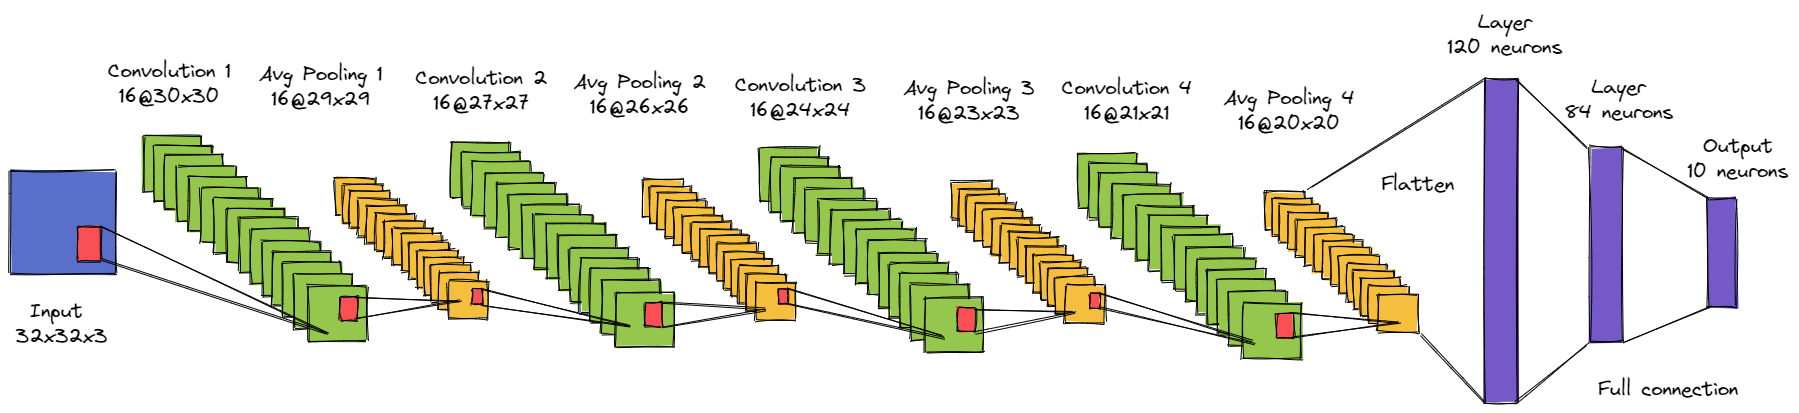 Convolution 1
16@30x30
Avg Pooling 1
16@29x29
Convolution 2
16@27x27
Avg Pooling 2
16@26x26
Convolution 3
16@24x24
Avg Pooling 3
16@23x23
Convolution 4
16@21x21
Avg Pooling 4
16@20x20
Layer
120 neurons
Layer
84 neurons
Output
10 neurons
Flatten
Input
32x32x3
Full connection